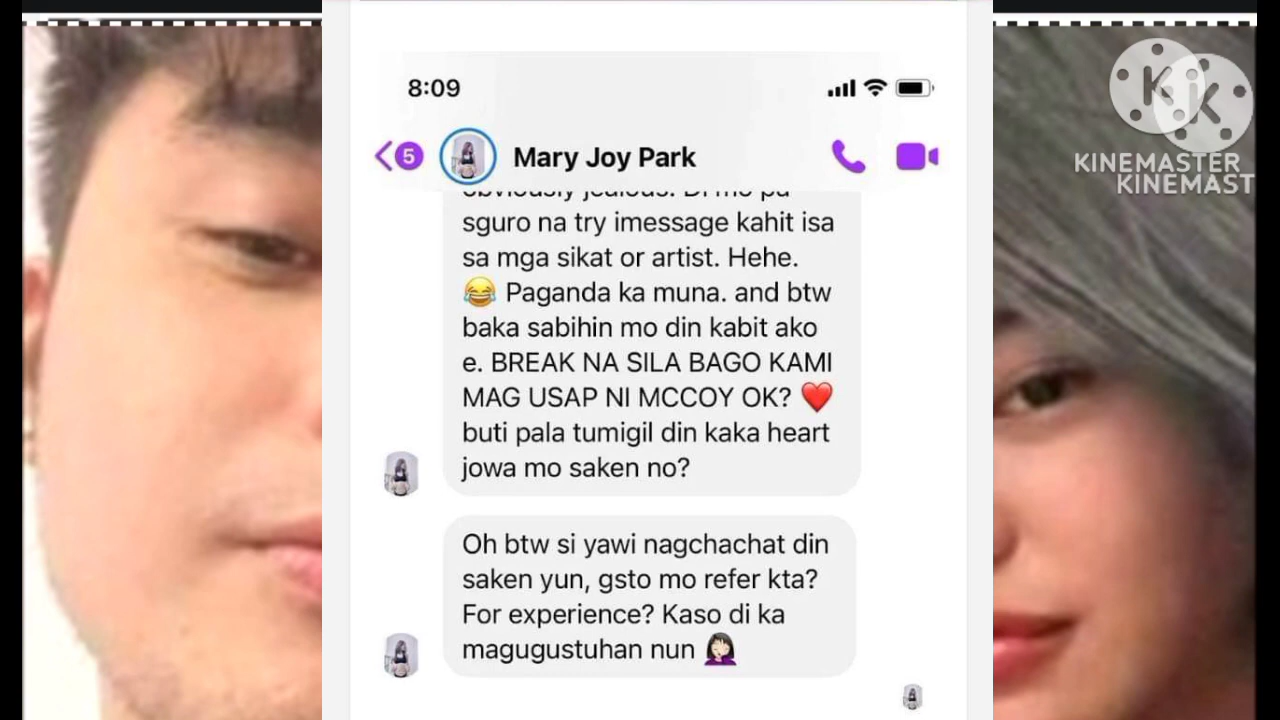 8:09
5
Mary Joy Park
KINEMASTER
KINEMAST
obviously jealous. Di mo pa
sguro na try imessage kahit isa
sa mga sikat or artist. Hehe.
😂 Paganda ka muna. and btw
baka sabihin mo din kabit ako
e. BREAK NA SILA BAGO KAMI
MAG USAP NI MCCOY OK? ❤️
buti pala tumigil din kaka heart
jowa mo saken no?
Oh btw si yawi nagchachat din
saken yun, gsto mo refer kta?
For experience? Kaso di ka
magugustuhan nun 🤦🏻‍♀️